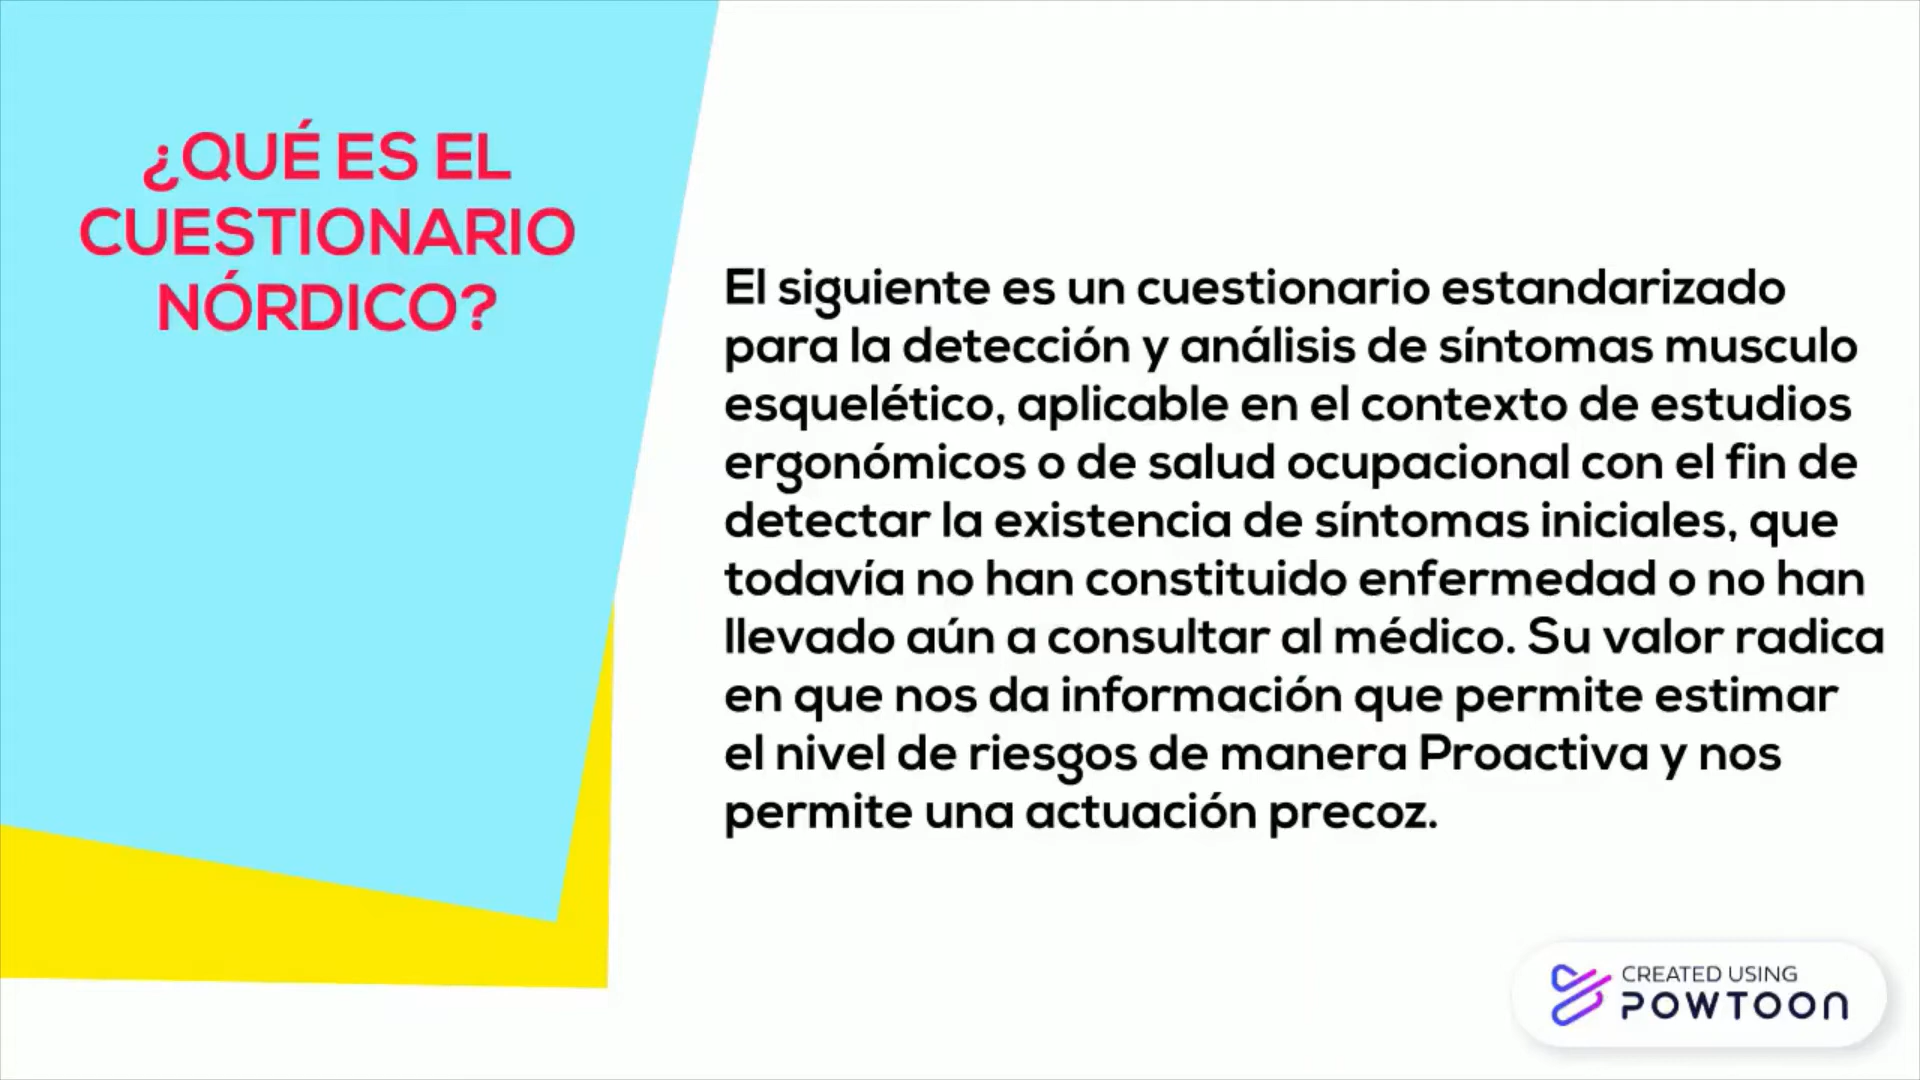 ¿QUÉ ES EL
CUESTIONARIO
NÓRDICO?
El siguiente es un cuestionario estandarizado
para la detección y análisis de síntomas musculo
esquelético, aplicable en el contexto de estudios
ergonómicos o de salud ocupacional con el fin de
detectar la existencia de síntomas iniciales, que
todavía no han constituido enfermedad o no han
llevado aún a consultar al médico. Su valor radica
en que nos da información que permite estimar
el nivel de riesgos de manera Proactiva y nos
permite una actuación precoz.
CREATED USING
POWTOON